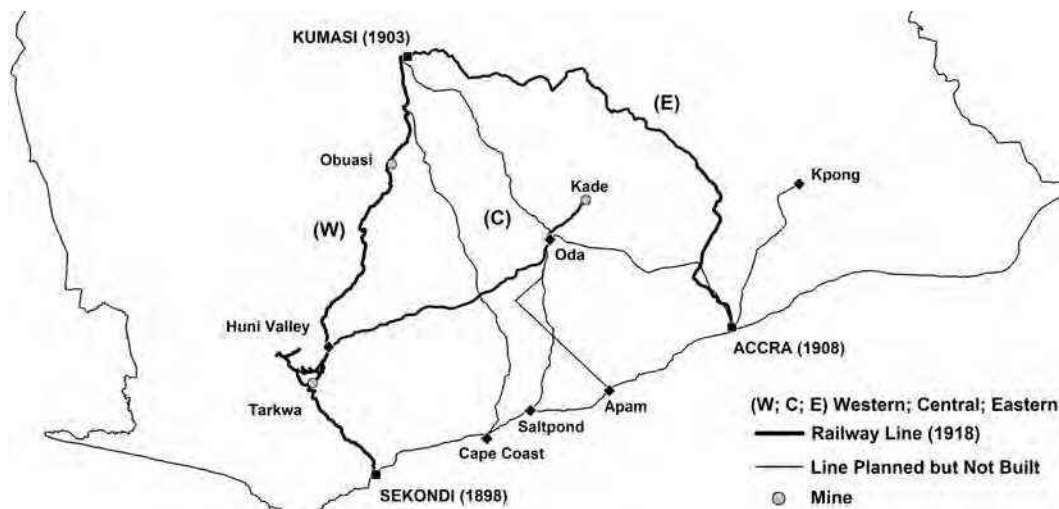 KUMASI (1903)
(E)
Obuasi
Kade
Kpong
(W)
(C)
Oda
Huni Valley
ACCRA (1908)
Tarkwa
Apam
(W; C; E) Western; Central; Eastern
Saltpond
Railway Line (1918)
Cape Coast
Line Planned but Not Built
SEKONDI (1898)
Mine